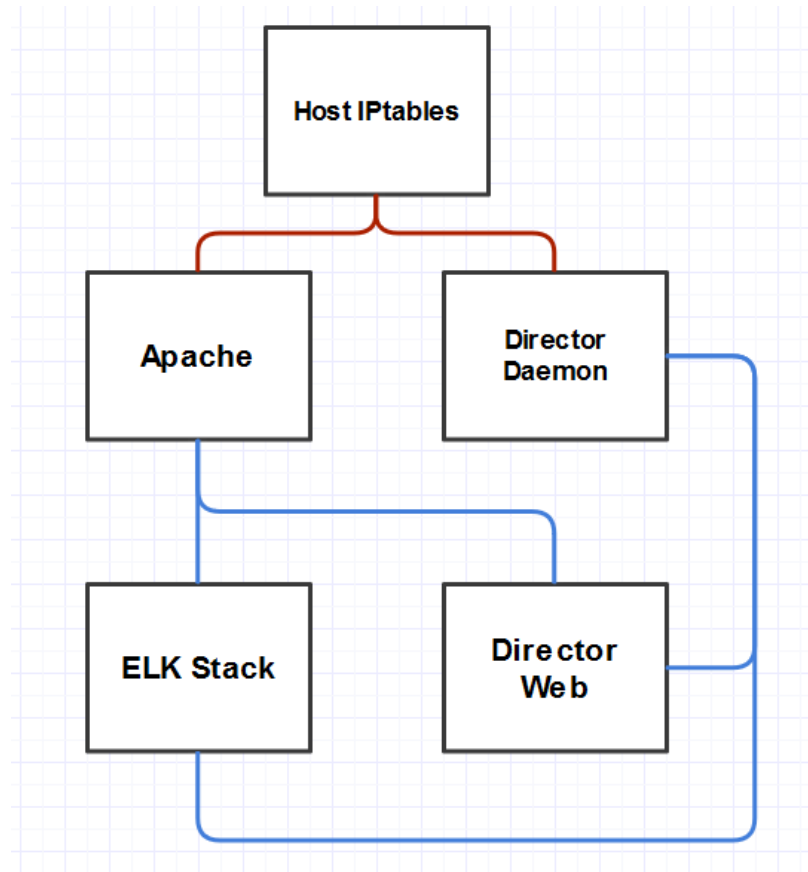 Host IPtables
Apache
Director
Daemon
ELK Stack
Director
Web